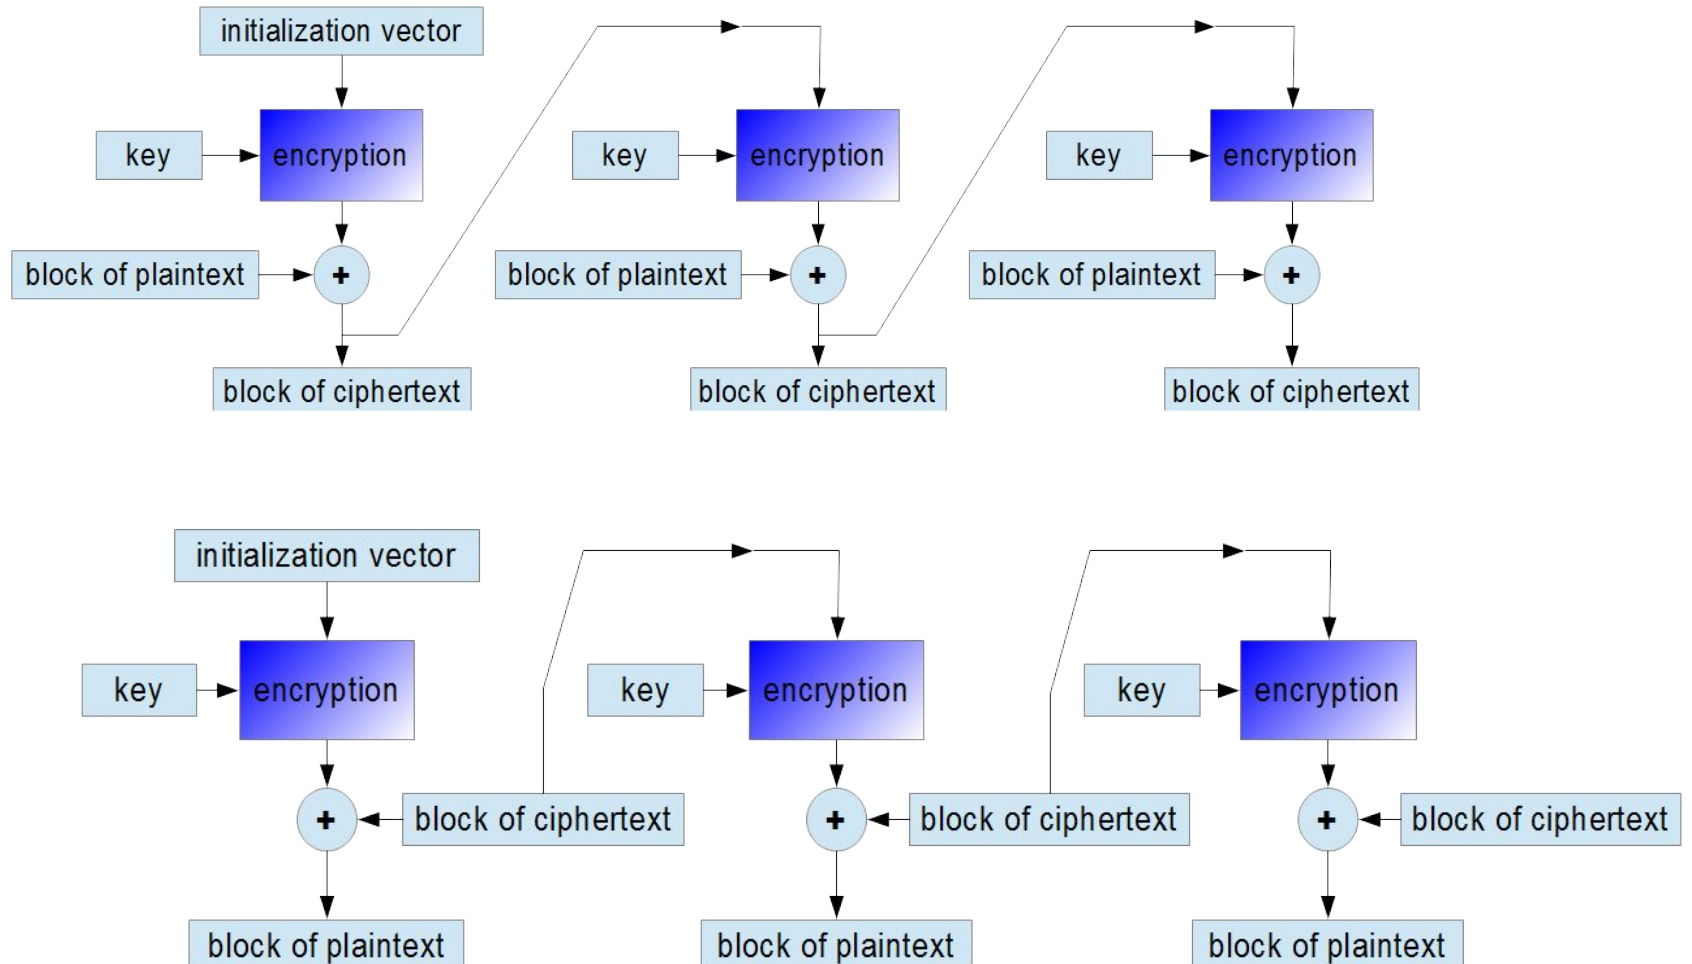 initialization vector
key
encryption
key
encryption
key
encryption
block of plaintext
+
block of plaintext
+
block of plaintext
+
block of ciphertext
block of ciphertext
block of ciphertext
initialization vector
key
encryption
key
encryption
key
encryption
+
block of ciphertext
+
block of ciphertext
+
block of ciphertext
block of plaintext
block of plaintext
block of plaintext